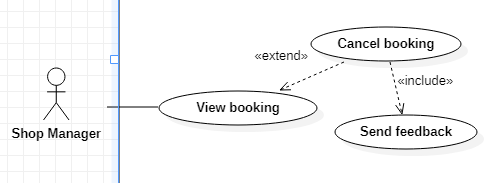 Cancel booking
«extend»
«include»
View booking
Shop Manager
Send feedback